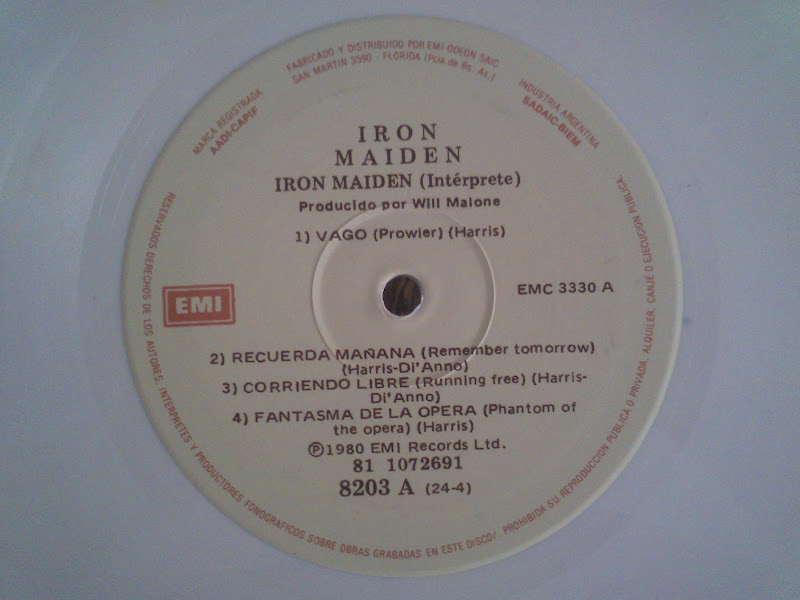 FABRICADO Y DISTRIBUIDO POR EMI-ODEON SAIC
SAN MARTIN 3590 - FLORIDA (Pcia. de Bs. As.)
MARCA REGISTRADA
AADI-CAPIF
INDUSTRIA ARGENTINA
SADAIC-BIEM
IRON
MAIDEN
IRON MAIDEN (Intérprete)
Producido por Will Malone
1) VAGO (Prowler) (Harris)
EMI
EMC 3330 A
2) RECUERDA MAÑANA (Remember tomorrow)
(Harris-Di'Anno)
3) CORRIENDO LIBRE (Running free) (Harris-
Di'Anno)
4) FANTASMA DE LA OPERA (Phantom of
the opera) (Harris)
℗1980 EMI Records Ltd.
81 1072691
8203 A (24-4)
RESERVADOS DERECHOS DE LOS AUTORES, INTERPRETES Y PRODUCTORES FONOGRAFICOS SOBRE OBRAS GRABADAS EN ESTE DISCO/ PROHIBIDA SU REPRODUCCION PUBLICA O PRIVADA, ALQUILER, CANJE O EJECUCION PUBLICA